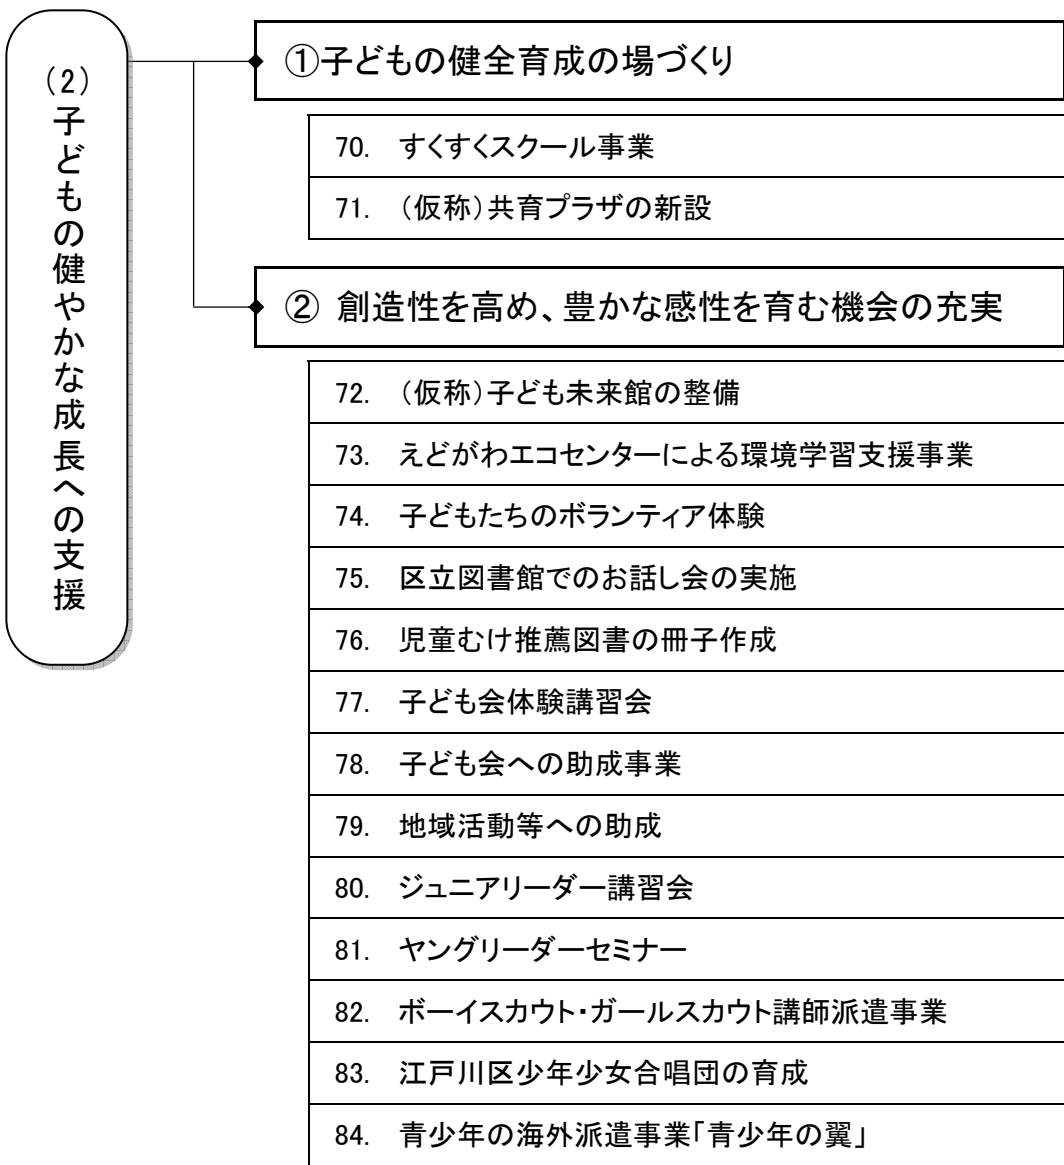 (2)子どもの健やかな成長への支援
①子どもの健全育成の場づくり
70. すくすくスクール事業
71. (仮称)共育プラザの新設
② 創造性を高め、豊かな感性を育む機会の充実
72. (仮称)子ども未来館の整備
73. えどがわエコセンターによる環境学習支援事業
74. 子どもたちのボランティア体験
75. 区立図書館でのお話し会の実施
76. 児童むけ推薦図書の冊子作成
77. 子ども会体験講習会
78. 子ども会への助成事業
79. 地域活動等への助成
80. ジュニアリーダー講習会
81. ヤングリーダーセミナー
82. ボーイスカウト・ガールスカウト講師派遣事業
83. 江戸川区少年少女合唱団の育成
84. 青少年の海外派遣事業「青少年の翼」